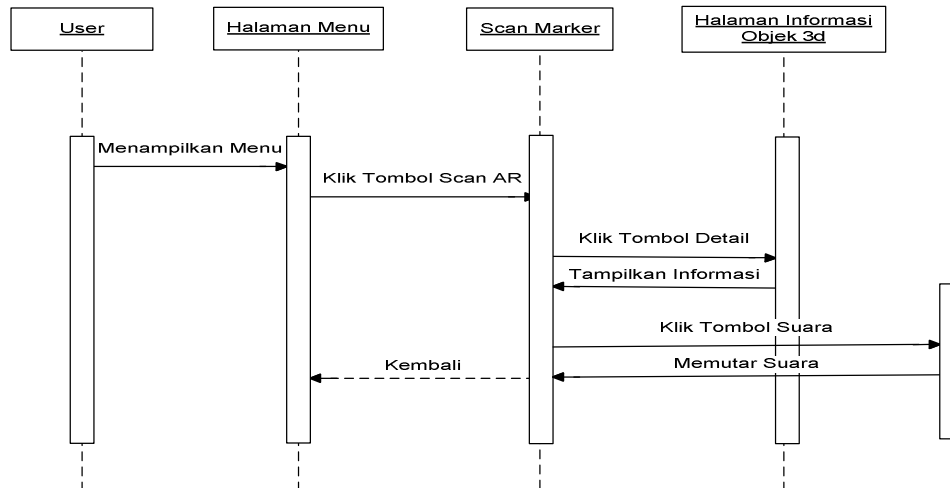 User
Halaman Menu
Scan Marker
Halaman Informasi
Objek 3d
Menampilkan Menu
Klik Tombol Scan AR
Klik Tombol Detail
Tampilkan Informasi
Klik Tombol Suara
Memutar Suara
Kembali